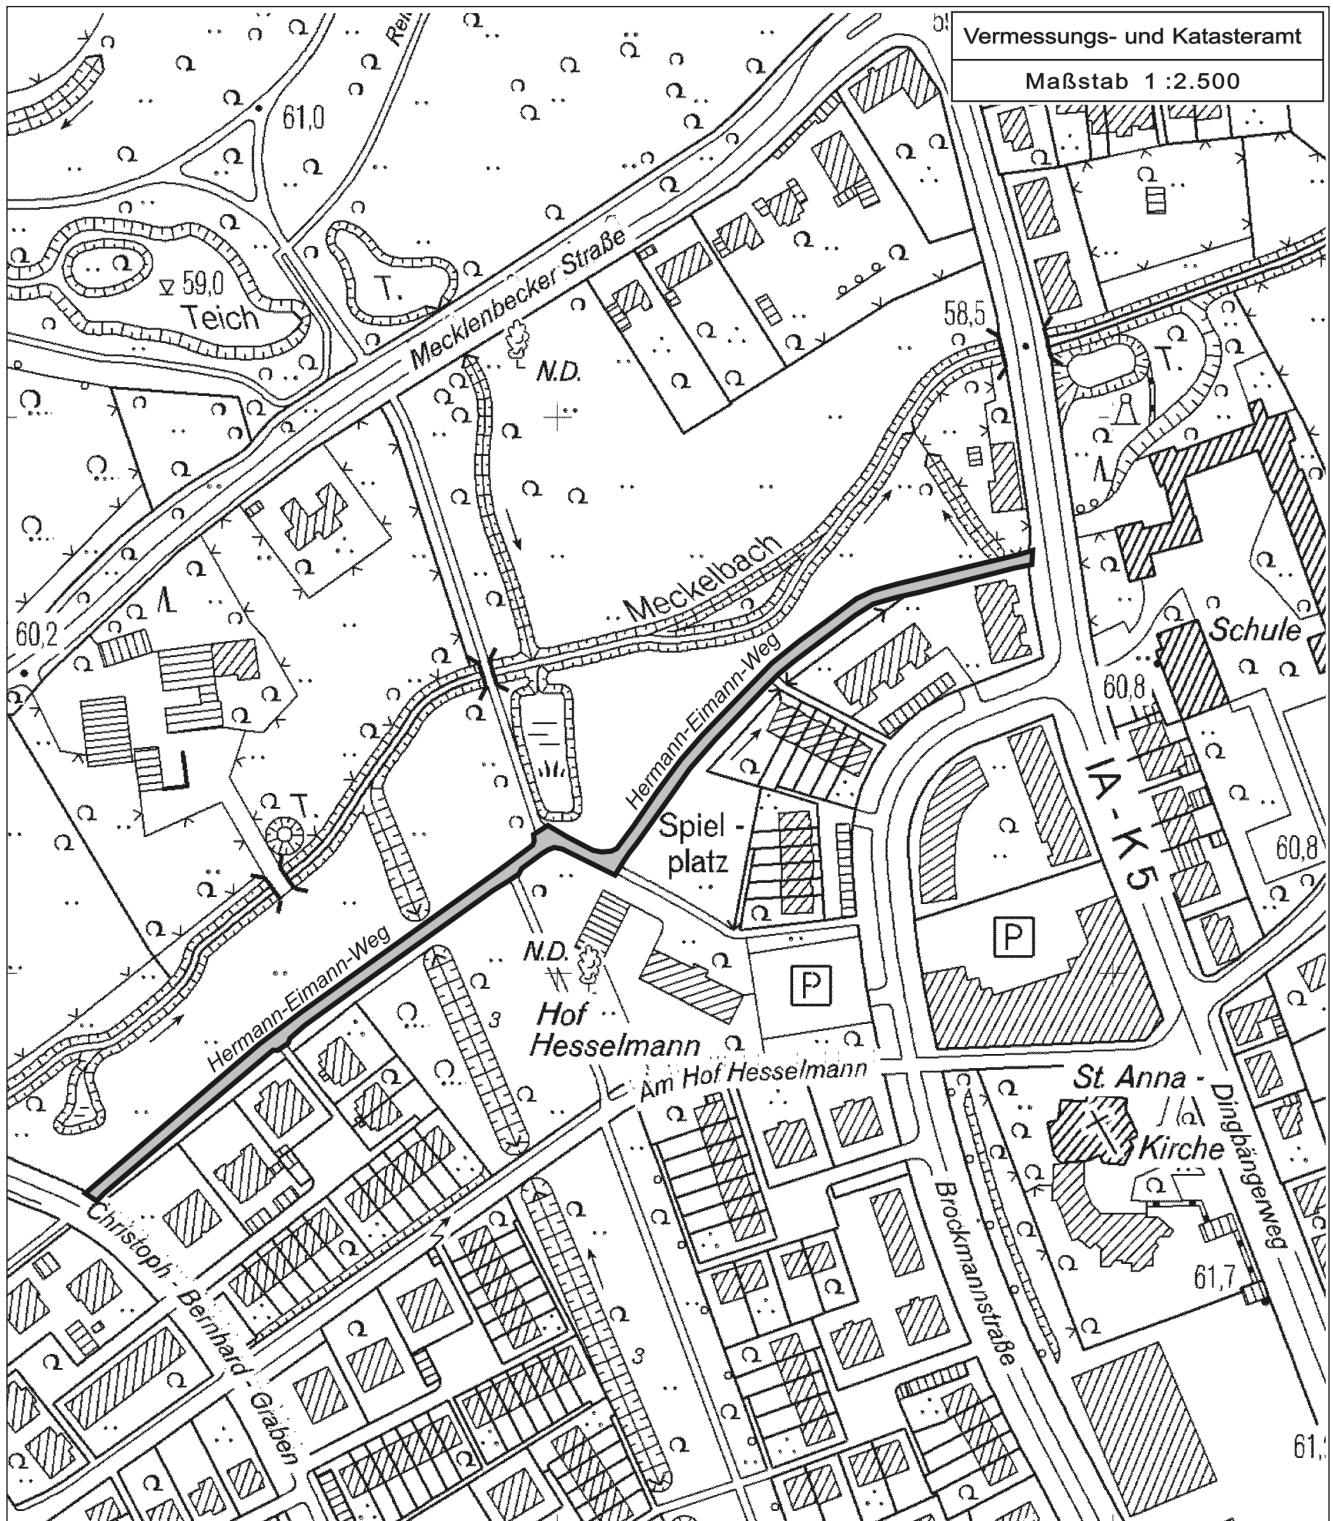 Vermessungs- und Katasteramt
Maßstab 1 :2.500
61,0
59,0
Teich
T.
Mecklenbecker Straße
N.D.
58,5
T.
Meckelbach
60,2
Schule
60,8
Hermann-Eimann-Weg
IA-K5
T.
Spiel -
platz
60,8
P
P
N.D.
Hermann-Eimann-Weg
3
Hof
Hesselmann
Am Hof Hesselmann
St. Anna -
Kirche
Dingbängerweg
Christoph - Bernhard - Graben
Brockmannstraße
61,7
3